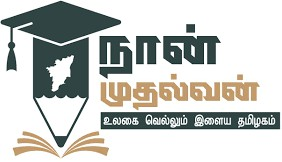 நான்
முதல்வன்
உலகை வெல்லும் இளைய தமிழகம்